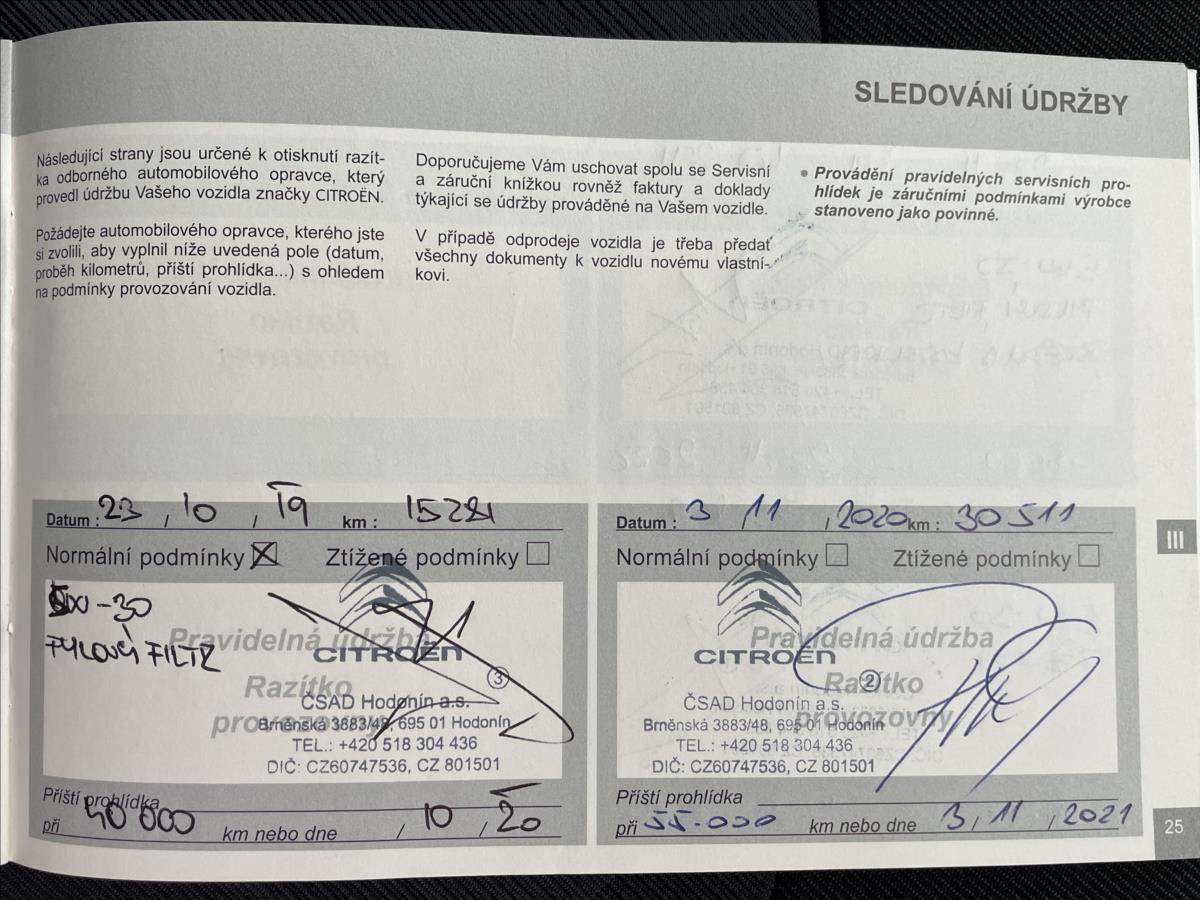 SLEDOVÁNÍ ÚDRŽBY
Následující strany jsou určené k otisknutí razít-
ka odborného automobilového opravce, který
provedl údržbu Vašeho vozidla značky CITROËN.
Požádejte automobilového opravce, kterého jste
si zvolili, aby vyplnil níže uvedená pole (datum,
proběh kilometrů, příští prohlídka...) s ohledem
na podmínky provozování vozidla.
Doporučujeme Vám uschovat spolu se Servisní
a záruční knížkou rovněž faktury a doklady
týkající se údržby prováděné na Vašem vozidle.
V případě odprodeje vozidla je třeba předat
všechny dokumenty k vozidlu novému vlastní-
kovi.
• Provádění pravidelných servisních pro-
hlídek je záručními podmínkami výrobce
stanoveno jako povinné.
Datum : 23 / 10 / 19 km : 15281
Normální podmínky Ztížené podmínky
-30
PYLOVÝ FILTR
Pravidelná údržba
CITROËN
3
Razítko
ČSAD Hodonín a.s.
provozovny
Brněnská 3883/48, 695 01 Hodonín
TEL.: +420 518 304 436
DIČ: CZ60747536, CZ 801501
Příští prohlídka
při 40 000 km nebo dne / 10 / 20
Datum : 3 / 11 / 2020 km : 30 511
Normální podmínky Ztížené podmínky
Pravidelná údržba
CITROËN
2
Razítko
ČSAD Hodonín a.s.
provozovny
Brněnská 3883/48, 695 01 Hodonín
TEL.: +420 518 304 436
DIČ: CZ60747536, CZ 801501
Příští prohlídka
při 55.000 km nebo dne 3 / 11 / 2021
III
25